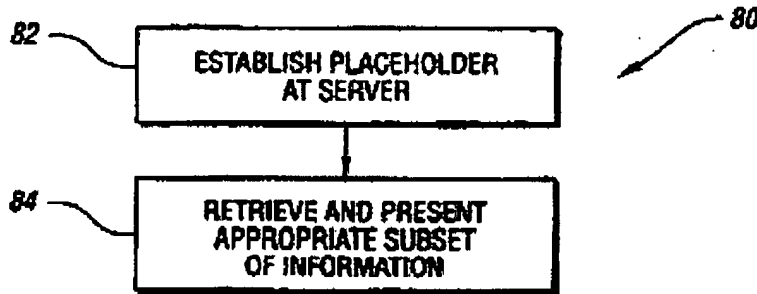 82
80
ESTABLISH PLACEHOLDER
AT SERVER
84
RETRIEVE AND PRESENT
APPROPRIATE SUBSET
OF INFORMATION